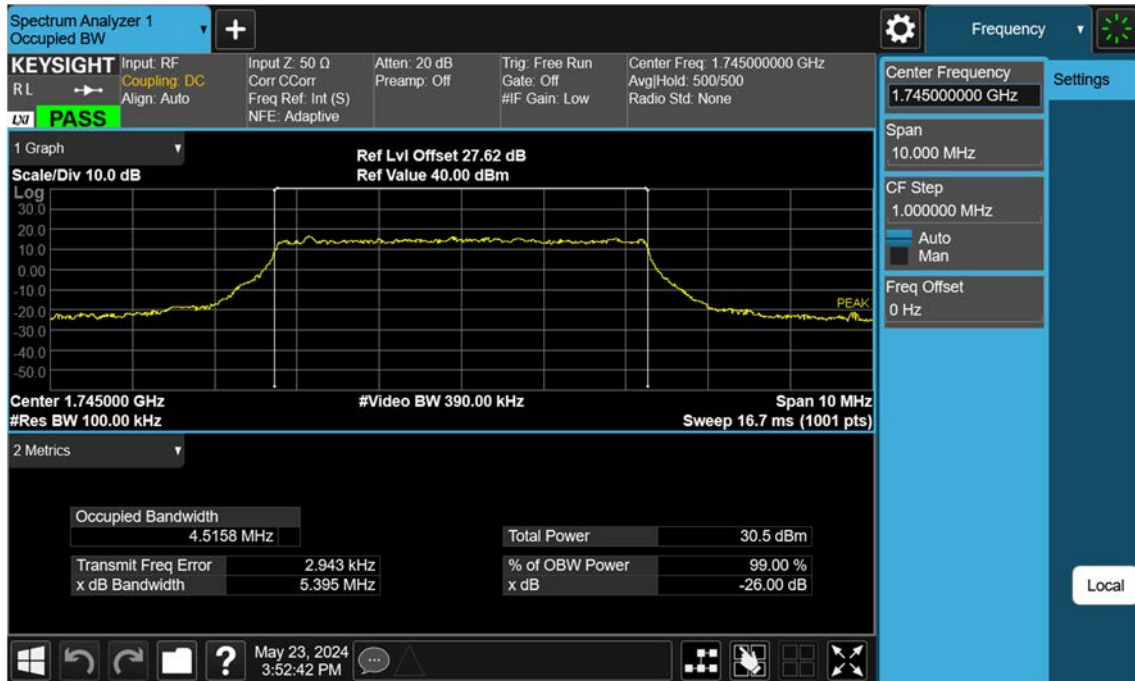 Spectrum Analyzer 1
Occupied BW
Frequency
KEYSIGHT
RL
LXI PASS
Input: RF
Coupling: DC
Align: Auto
Input Z: 50 Ω
Corr CCorr
Freq Ref: Int (S)
NFE: Adaptive
Atten: 20 dB
Preamp: Off
Trig: Free Run
Gate: Off
#IF Gain: Low
Center Freq: 1.745000000 GHz
Avg|Hold: 500/500
Radio Std: None
Center Frequency
1.745000000 GHz
Settings
Span
10.000 MHz
CF Step
1.000000 MHz
Auto
Man
Freq Offset
0 Hz
Local
1 Graph
Scale/Div 10.0 dB
Ref Lvl Offset 27.62 dB
Ref Value 40.00 dBm
Log
30.0
20.0
10.0
0.00
-10.0
-20.0
-30.0
-40.0
-50.0
PEAK
Center 1.745000 GHz
#Video BW 390.00 kHz
Span 10 MHz
#Res BW 100.00 kHz
Sweep 16.7 ms (1001 pts)
2 Metrics
Occupied Bandwidth
4.5158 MHz
Total Power 30.5 dBm
Transmit Freq Error 2.943 kHz
% of OBW Power 99.00 %
x dB Bandwidth 5.395 MHz
x dB -26.00 dB
?
May 23, 2024
3:52:42 PM